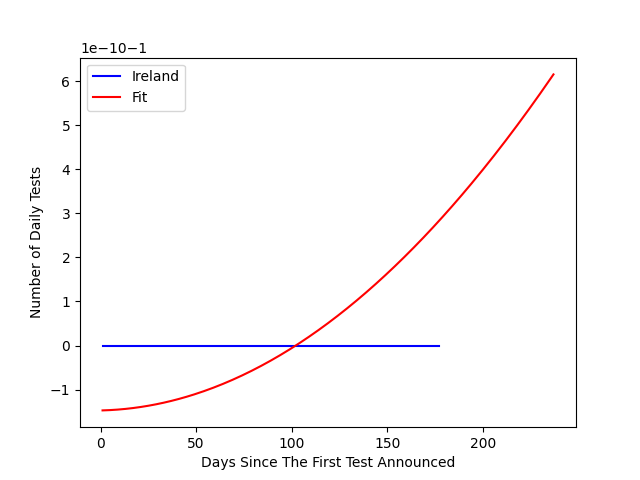 1e−10−1
Ireland
Fit
6
5
4
3
2
1
0
−1
Number of Daily Tests
0 50 100 150 200
Days Since The First Test Announced